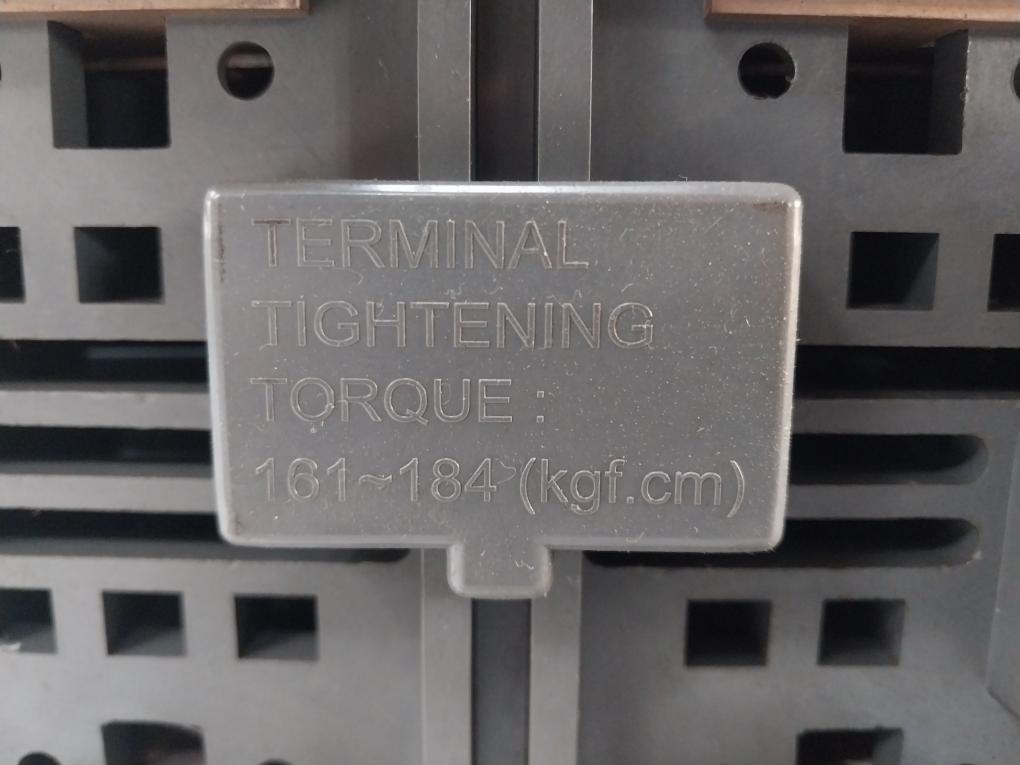 TERMINAL
TIGHTENING
TORQUE :
161~184 (kgf.cm)